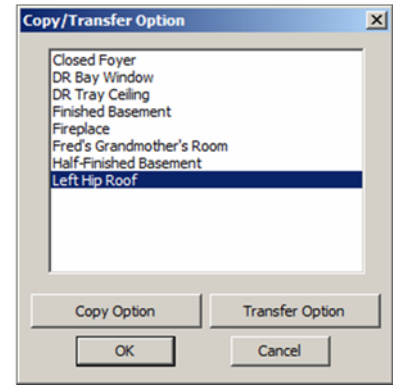 Copy/Transfer Option
Closed Foyer
DR Bay Window
DR Tray Ceiling
Finished Basement
Fireplace
Fred's Grandmother's Room
Half-Finished Basement
Left Hip Roof
Copy Option Transfer Option
OK Cancel